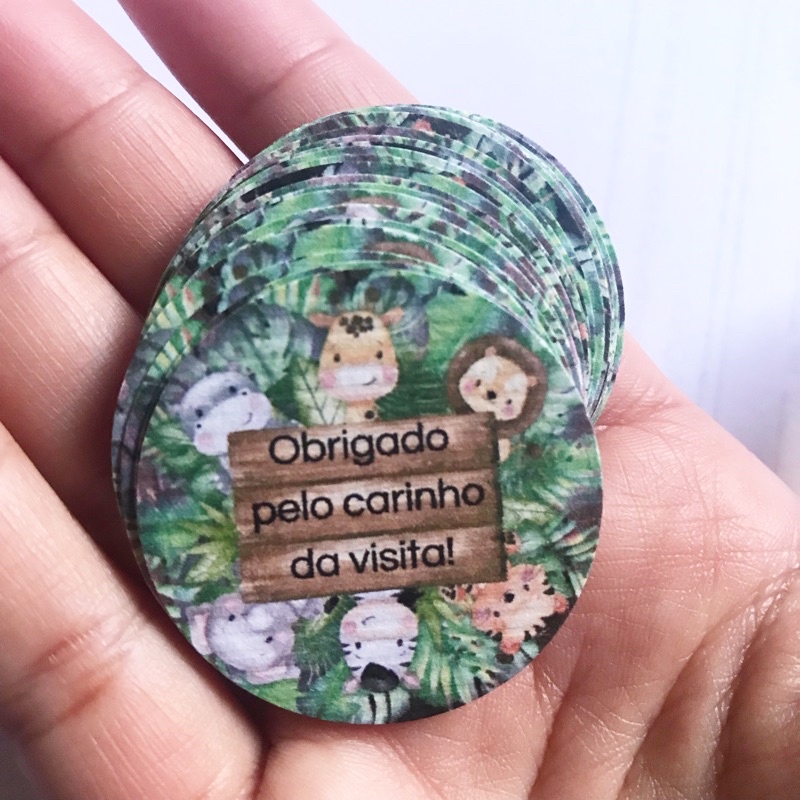 Obrigado
pelo carinho
da visita!